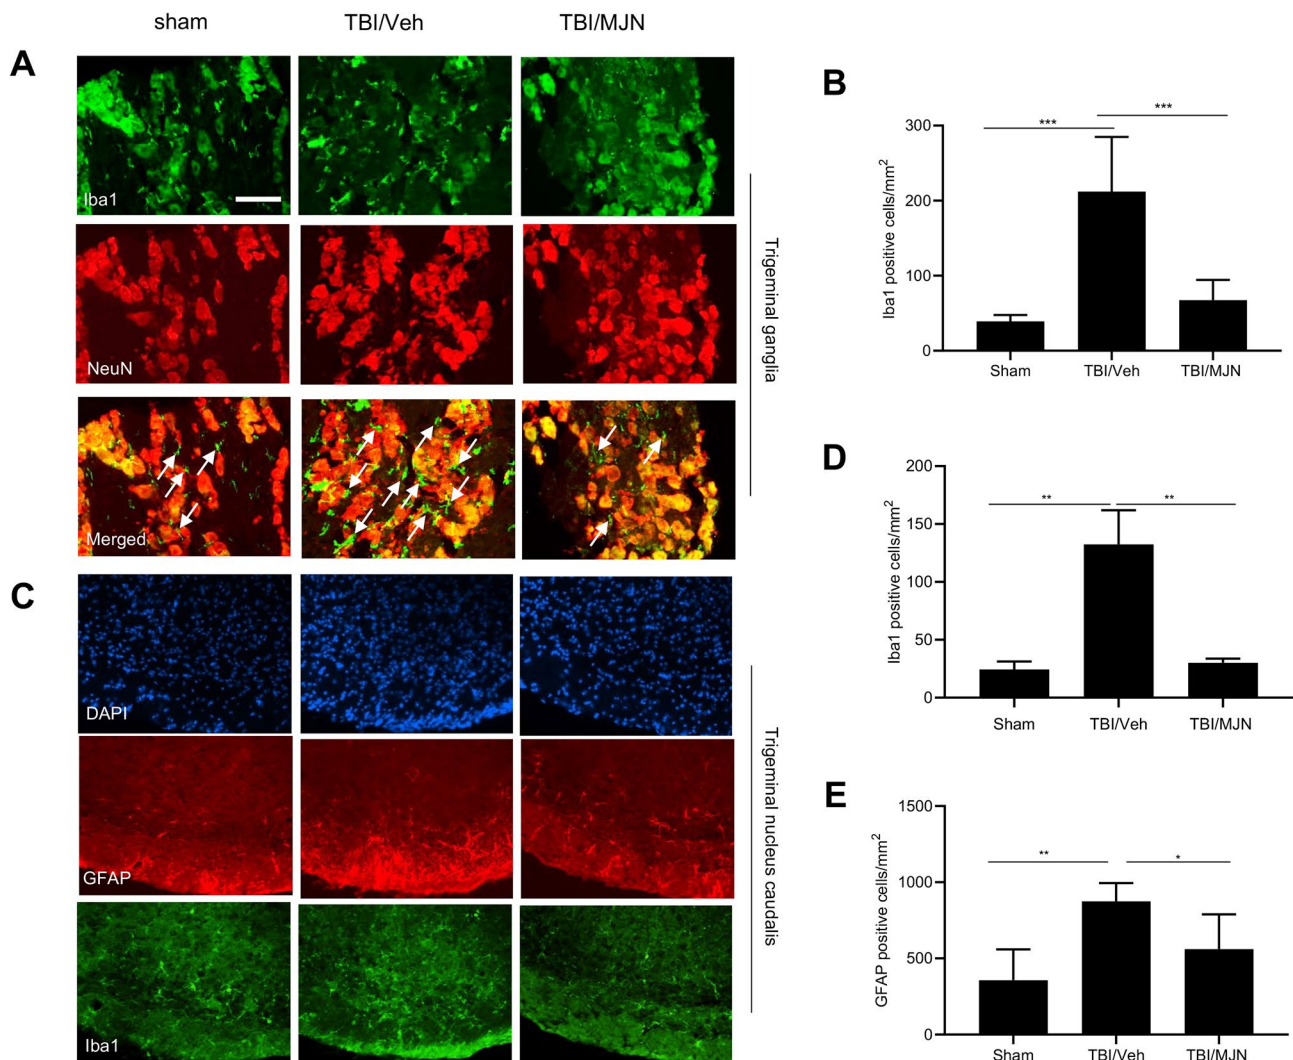 sham TBI/Veh TBI/MJN
A
Iba1
NeuN
Merged
Trigeminal ganglia
C
DAPI
GFAP
Iba1
Trigeminal nucleus caudalis
B
*** ***
Iba1 positive cells/mm²
300
200
100
0
Sham TBI/Veh TBI/MJN
D
** **
Iba1 positive cells/mm²
200
150
100
50
0
Sham TBI/Veh TBI/MJN
E
** *
GFAP positive cells/mm²
1500
1000
500
0
Sham TBI/Veh TBI/MJN